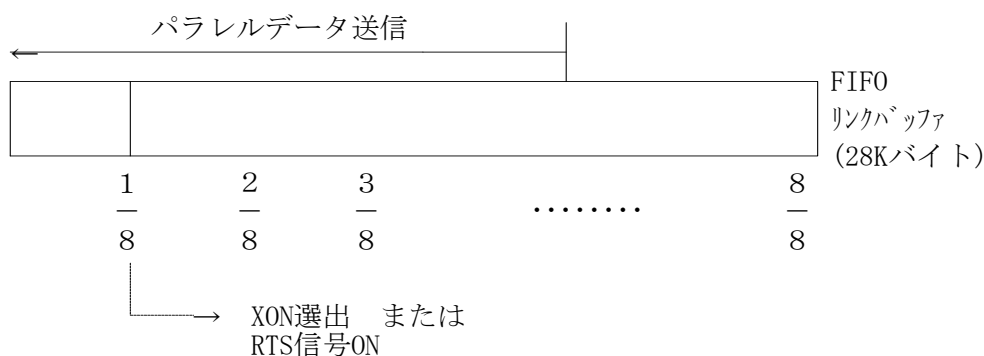 パラレルデータ送信
←
FIFO
リンクバッファ
(28Kバイト)
1/8 2/8 3/8 ‥‥‥‥ 8/8
→ XON選出 または
RTS信号ON